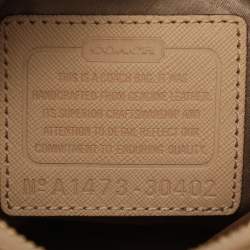 COACH
THIS IS A COACH BAG. IT WAS
HANDCRAFTED FROM GENUINE LEATHER.
ITS SUPERIOR CRAFTSMANSHIP AND
ATTENTION TO DETAIL REFLECT OUR
COMMITMENT TO ENDURING QUALITY.
No A1473-30402